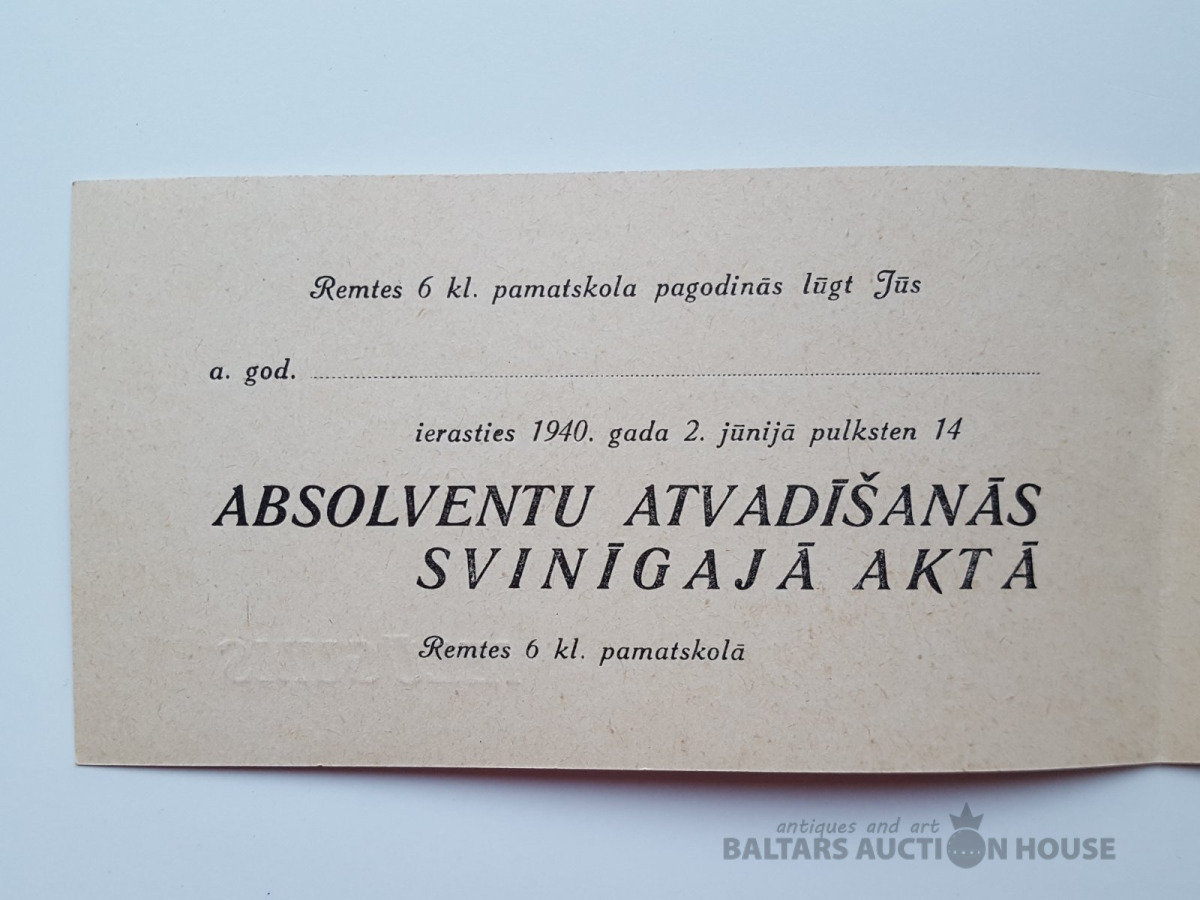 Remtes 6 kl. pamatskola pagodinās lūgt Jūs
a. god.
ierasties 1940. gada 2. jūnijā pulksten 14
ABSOLVENTU ATVADĪŠANĀS
SVINĪGAJĀ AKTĀ
Remtes 6 kl. pamatskolā
antiques and art
BALTARS AUCTION HOUSE